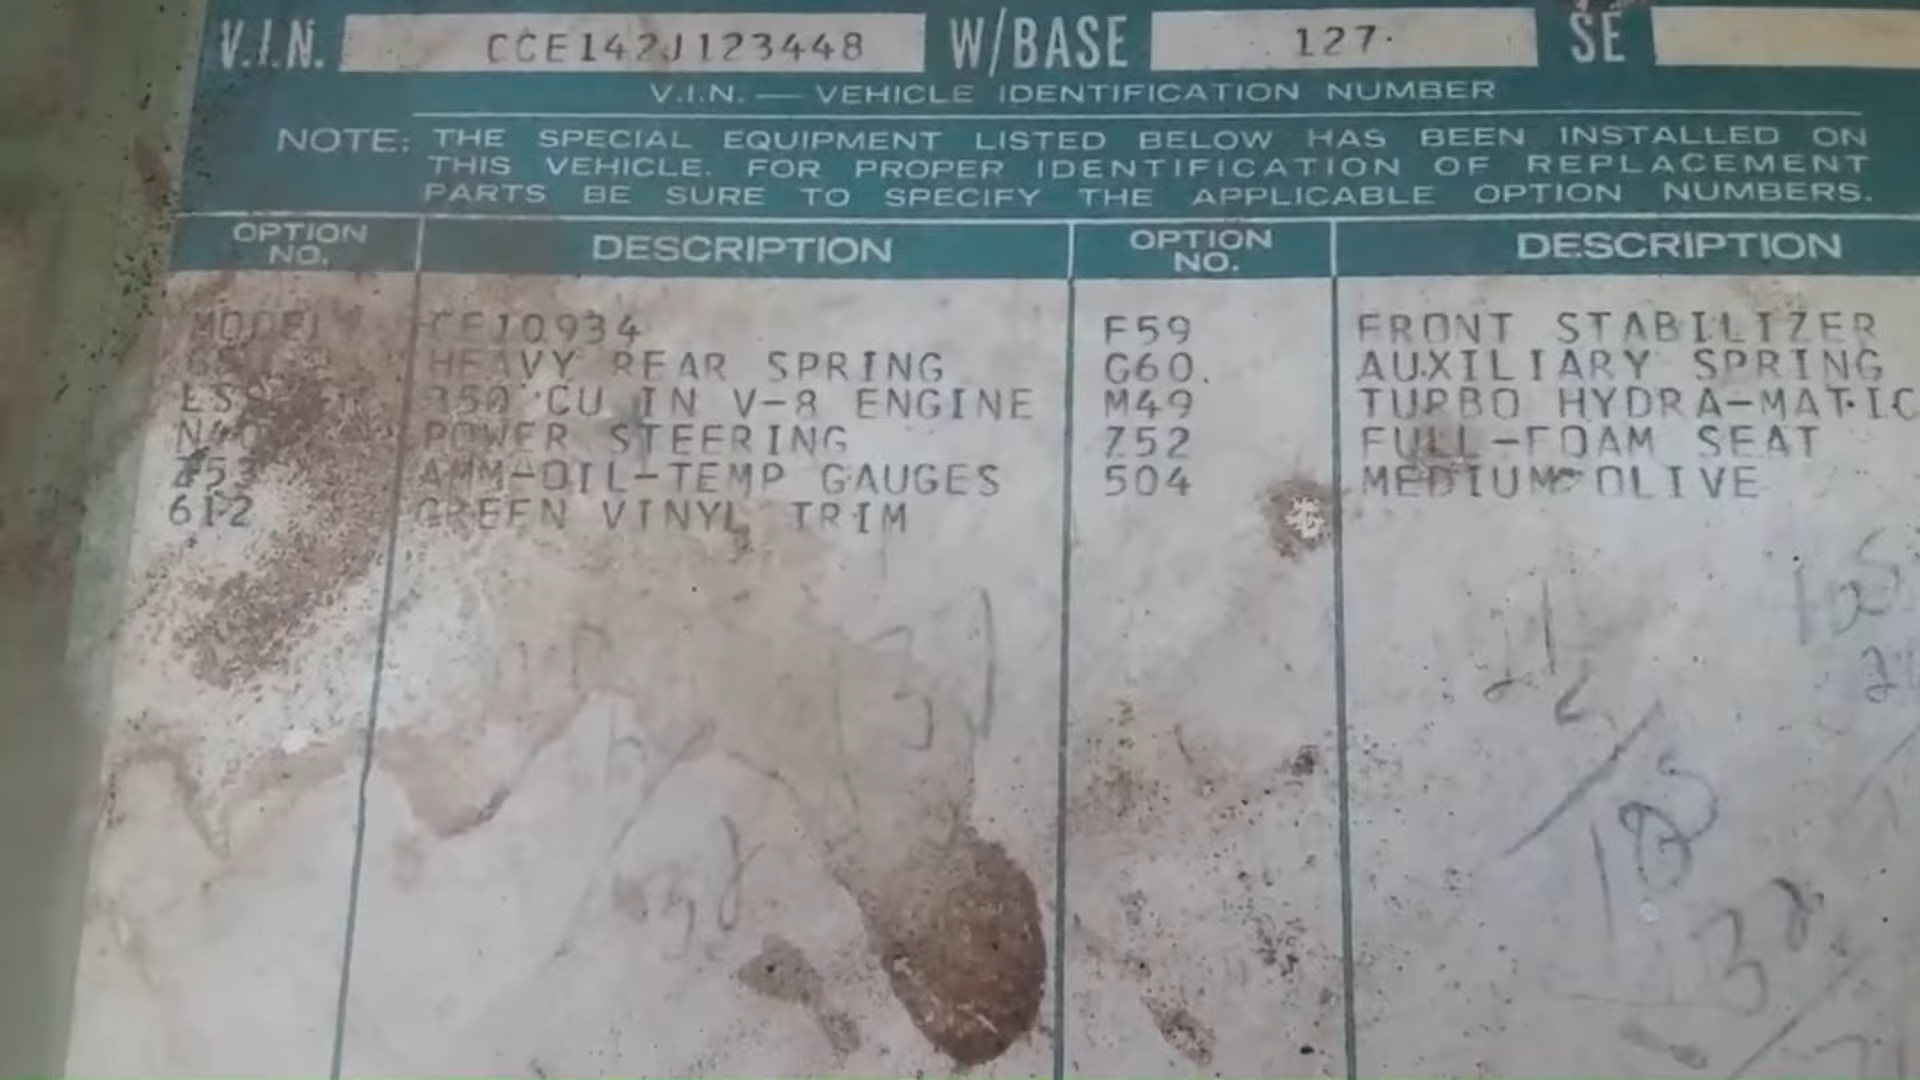 V.I.N. CCE142J123448 W/BASE 127 SE
V.I.N. — VEHICLE IDENTIFICATION NUMBER
NOTE: THE SPECIAL EQUIPMENT LISTED BELOW HAS BEEN INSTALLED ON
THIS VEHICLE. FOR PROPER IDENTIFICATION OF REPLACEMENT
PARTS BE SURE TO SPECIFY THE APPLICABLE OPTION NUMBERS.
OPTION NO. DESCRIPTION OPTION NO. DESCRIPTION
MODEL CE10934 F59 FRONT STABILIZER
HEAVY REAR SPRING G60 AUXILIARY SPRING
350 CU IN V-8 ENGINE M49 TURBO HYDRA-MATIC
N40 POWER STEERING Z52 FULL-FOAM SEAT
Z53 AMM-OIL-TEMP GAUGES 504 MEDIUM OLIVE
612 GREEN VINYL TRIM